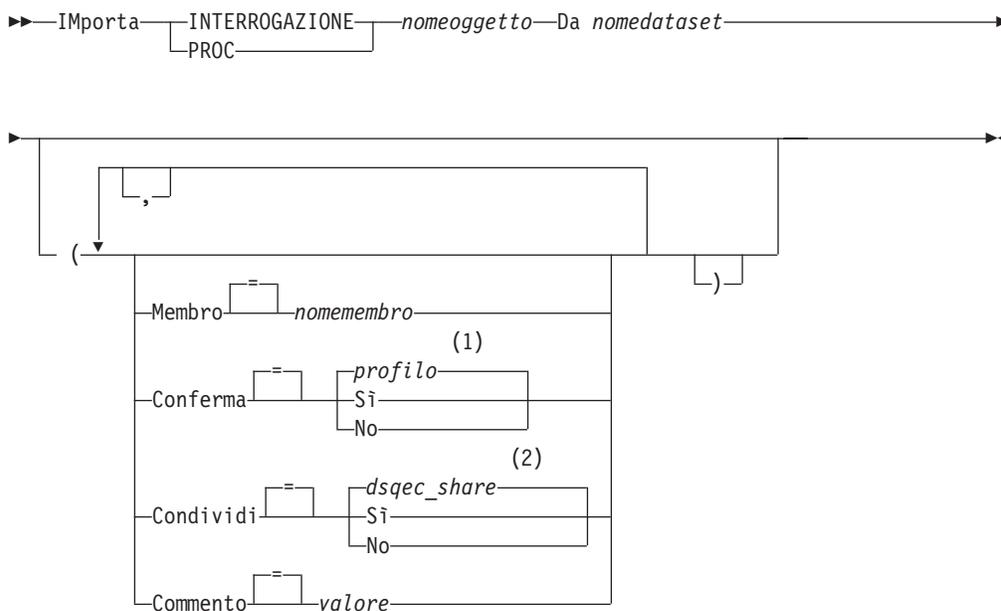 IMporta INTERROGAZIONE nomeoggetto Da nomedataset
PROC
,
( )
=
Membro nomemembro
(1)
= profilo
Conferma Sì
No
(2)
= dsqec_share
Condividi Sì
No
=
Commento valore